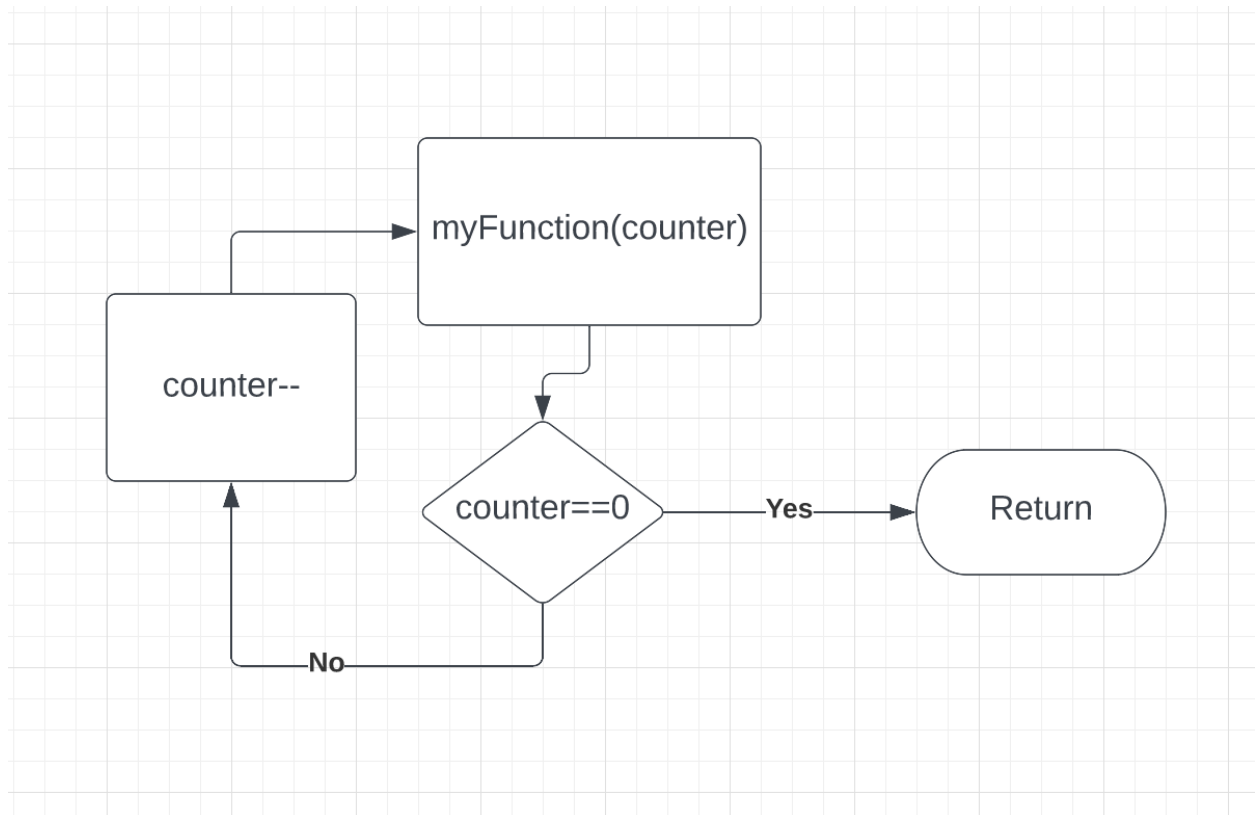 myFunction(counter)
counter--
counter==0
Yes
Return
No